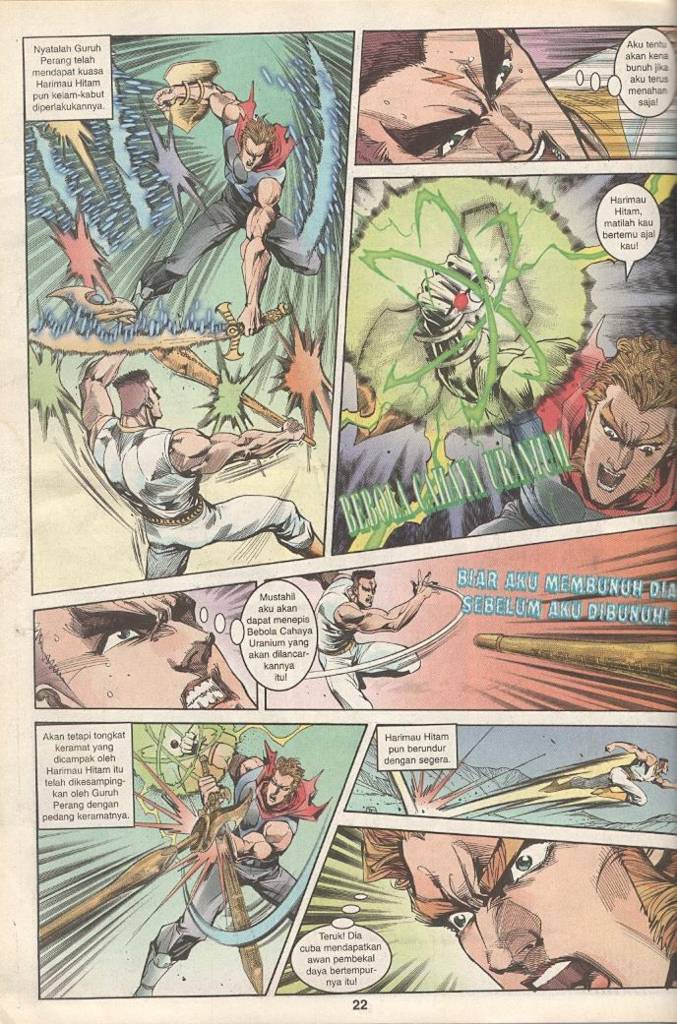 Nyatalah Guruh
Perang telah
mendapat kuasa
Harimau Hitam
pun kelam-kabut
diperlakukannya.
Aku tentu
akan kena
bunuh jika
aku terus
menahan
saja!
Harimau
Hitam,
matilah kau
bertemu ajal
kau!
BEBOLA CAHAYA URANIUM
Mustahil
aku akan
dapat menepis
Bebola Cahaya
Uranium yang
akan dilancar-
kannya
itu!
BIAR AKU MEMBUNUH DIA
SEBELUM AKU DIBUNUH!
Akan tetapi tongkat
keramat yang
dicampak oleh
Harimau Hitam itu
telah dikesamping-
kan oleh Guruh
Perang dengan
pedang keramatnya.
Harimau Hitam
pun berundur
dengan segera.
Teruk! Dia
cuba mendapatkan
awan pembekal
daya bertempur-
nya itu!
22